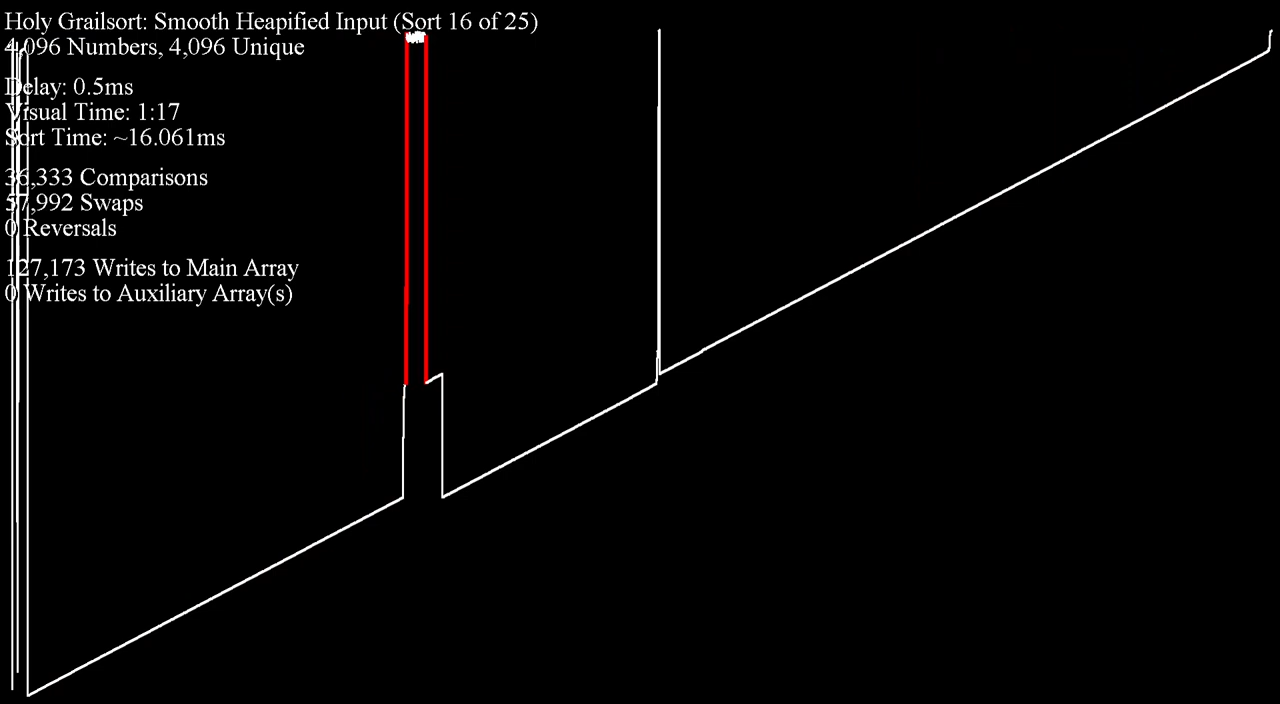 Holy Grailsort: Smooth Heapified Input (Sort 16 of 25)
4,096 Numbers, 4,096 Unique
Delay: 0.5ms
Visual Time: 1:17
Sort Time: ~16.061ms
36,333 Comparisons
57,992 Swaps
0 Reversals
127,173 Writes to Main Array
0 Writes to Auxiliary Array(s)